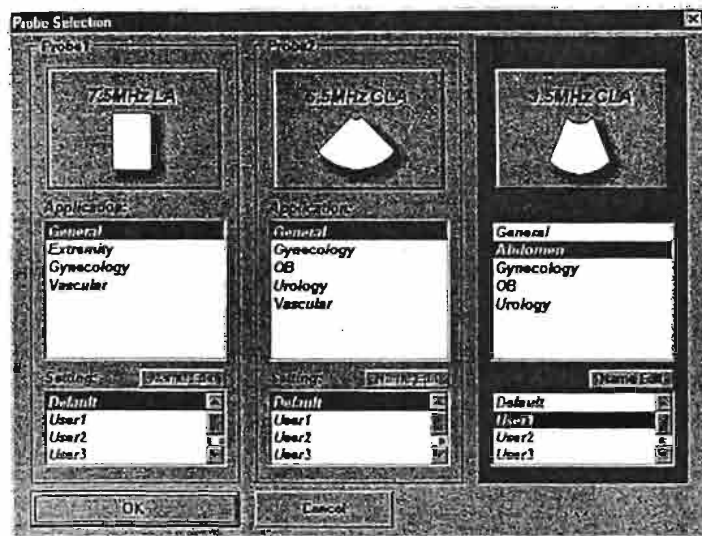 Probe Selection
Probe1
7.5MHz LA
Application:
General
Extremity
Gynecology
Vascular
Setting:
Name Edit
Default
User1
User2
User3
Probe2
6.5MHz CLA
Application:
General
Gynecology
OB
Urology
Vascular
Setting:
Name Edit
Default
User1
User2
User3
3.5MHz CLA
General
Abdomen
Gynecology
OB
Urology
Name Edit
Default
User1
User2
User3
OK
Cancel